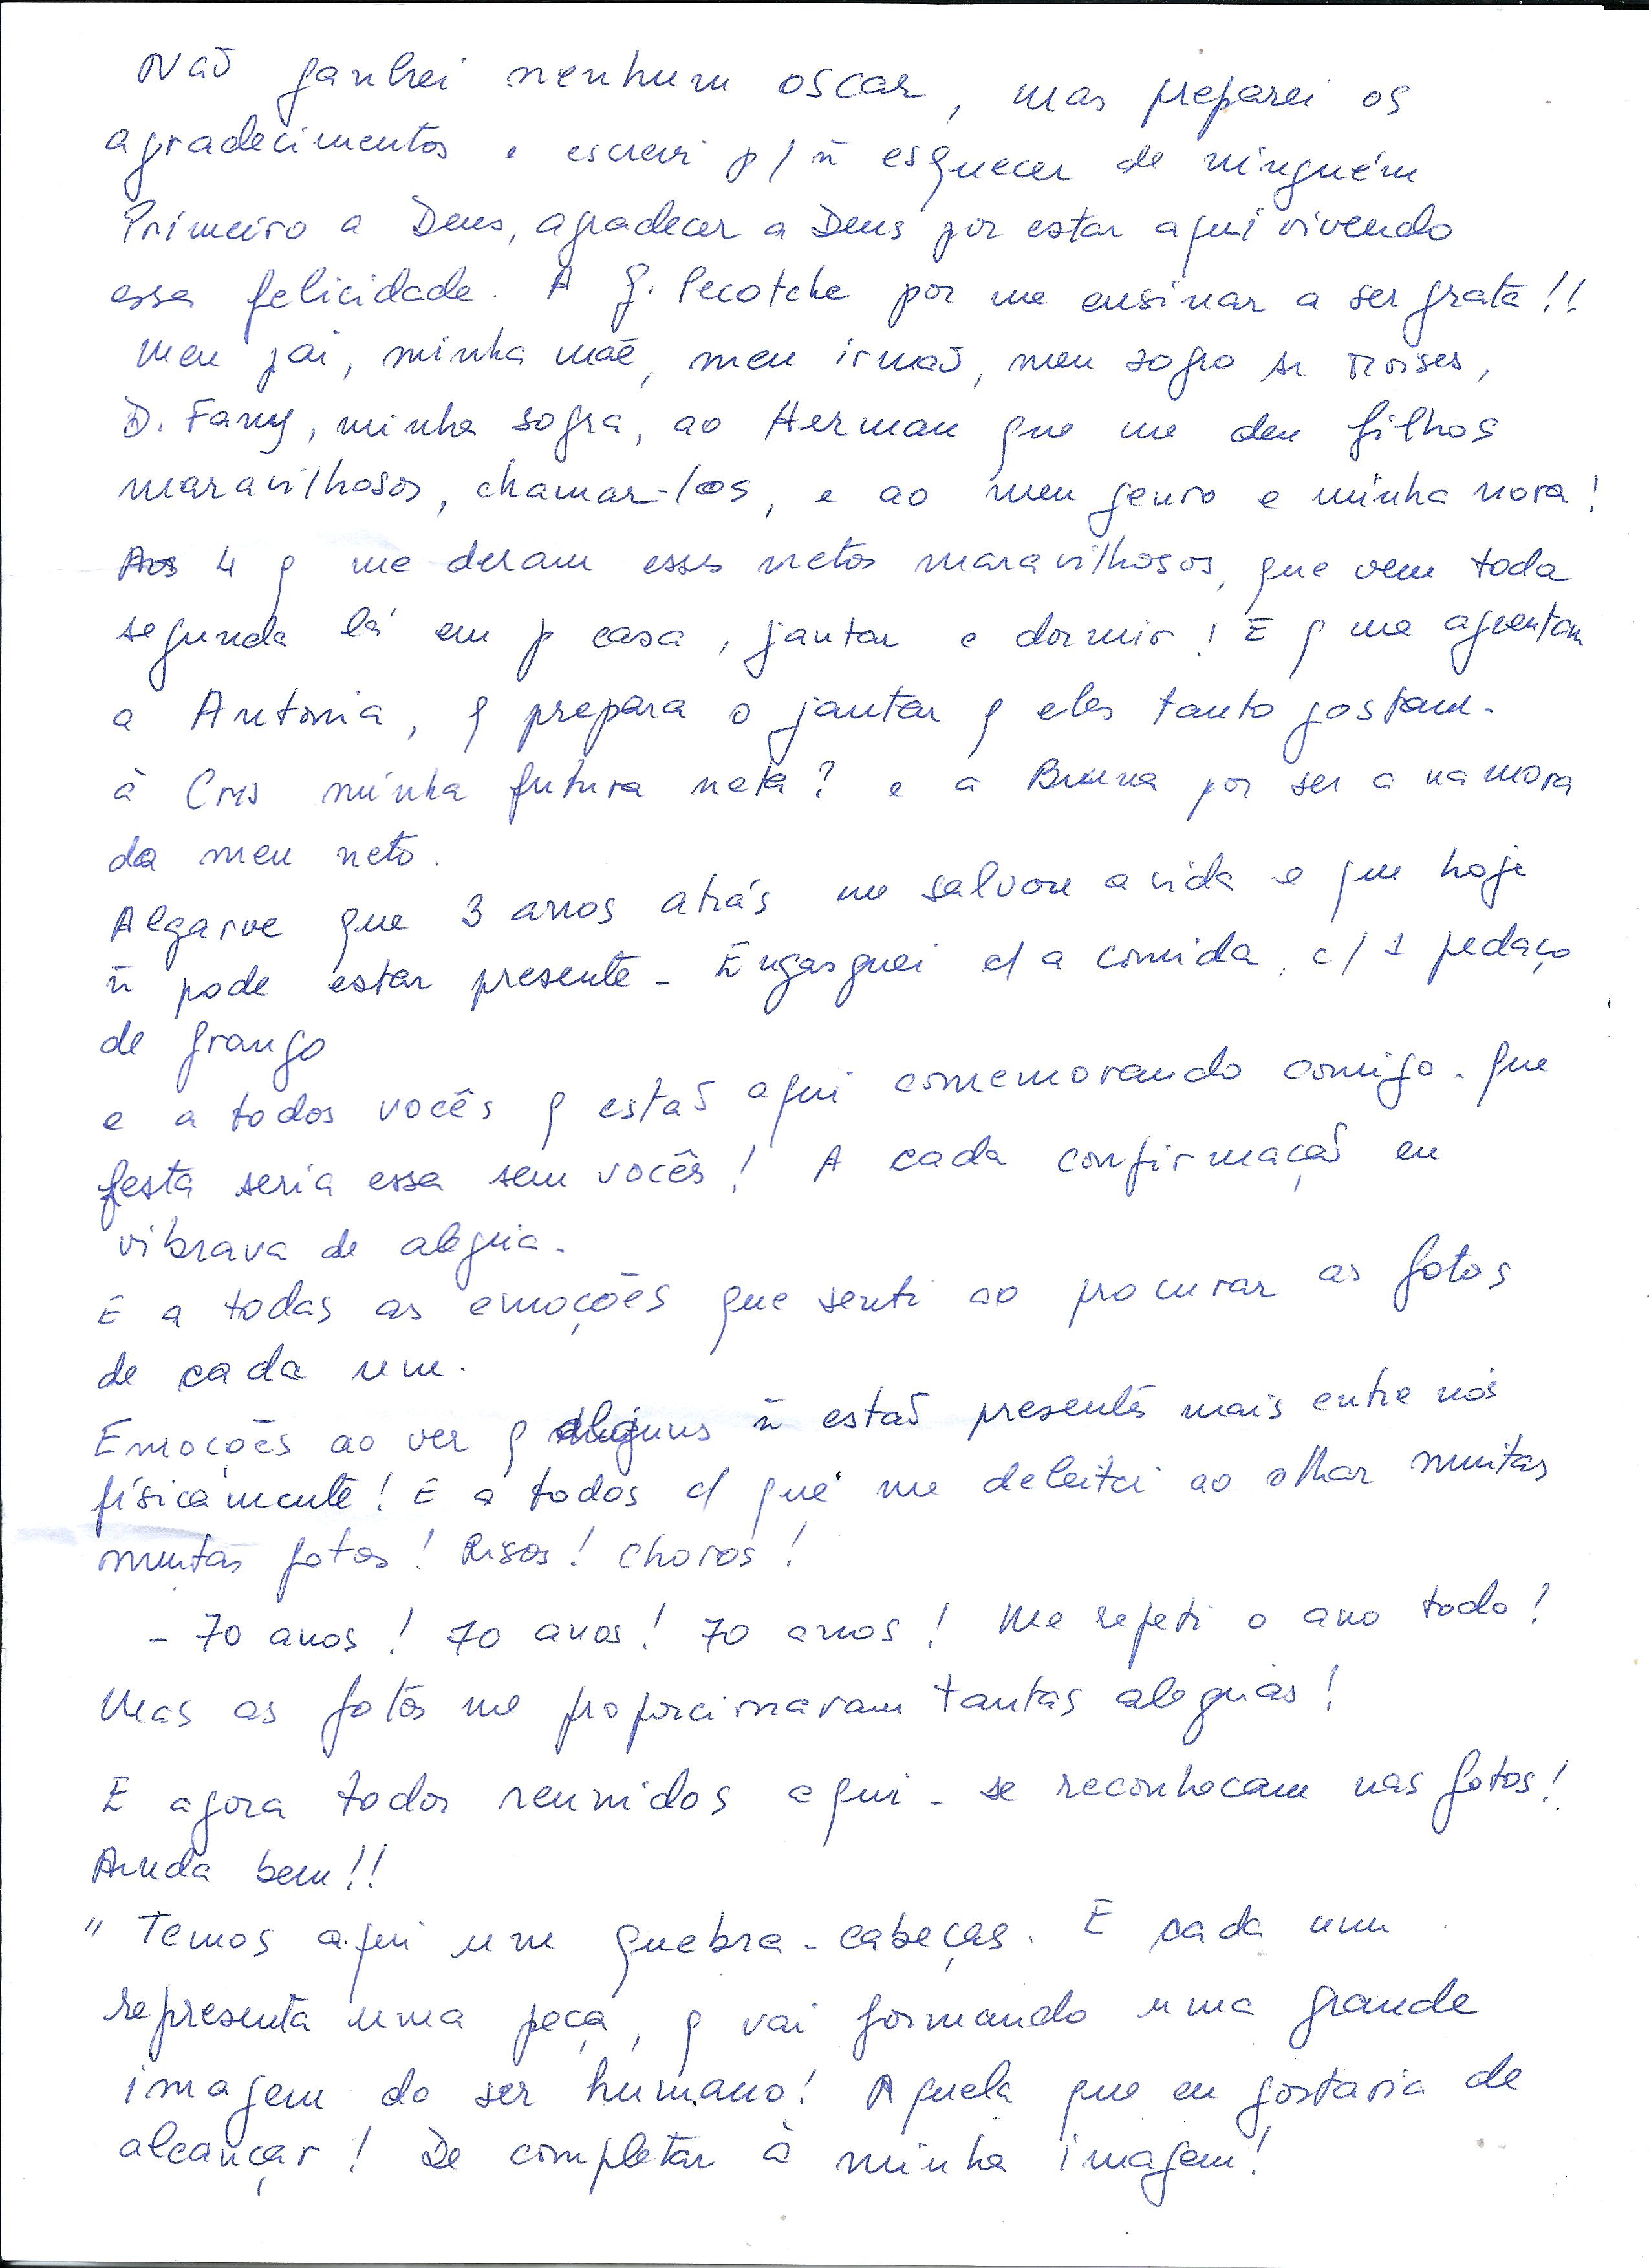 Não ganhei nenhum oscar, mas preparei os
agradecimentos e escrevi p/ ñ esquecer de ninguém
Primeiro a Deus, agradecer a Deus por estar aqui vivendo
essa felicidade. A G. Pecotche por me ensinar a ser grata!!
Meu pai, minha mãe, meu irmão, meu sogro sr Moises,
D. Fany, minha sogra, ao Herman que me deu filhos
maravilhosos, chamar-los, e ao meu genro e minha nora!
Aos 4 q me deram esses netos maravilhosos, que vem toda
segunda lá em p casa, jantar e dormir! E q me aguentam
a Antonia, q prepara o jantar q eles tanto gostam.
à Cris minha futura neta? e a Bruna por ser a namora
da meu neto.
Algarve que 3 anos atrás me salvou a vida e que hoje
ñ pode estar presente - Engasguei c/ a comida, c/ 1 pedaço
de frango
e a todos vocês q estão aqui comemorando comigo. que
festa seria essa sem vocês! A cada confirmação eu
vibrava de alegria.
E a todas as emoções que senti ao procurar as fotos
de cada um.
Emoções ao ver q alguns ñ estão presentes mais entre nós
físicamente! E a todos c/ que me deleitei ao olhar muitas
muitas fotos! Risos! Choros!
- 70 anos! 70 anos! 70 anos! Me repeti o ano todo!
Mas as fotos me proporcionaram tantas alegrias!
E agora todos reunidos aqui - se reconhocam nas fotos!
Ainda bem!!
" Temos aqui um quebra-cabeças. E cada um
representa uma peça, q vai formando uma grande
imagem do ser humano! Aquela que eu gostaria de
alcançar! De completar à minha imagem!